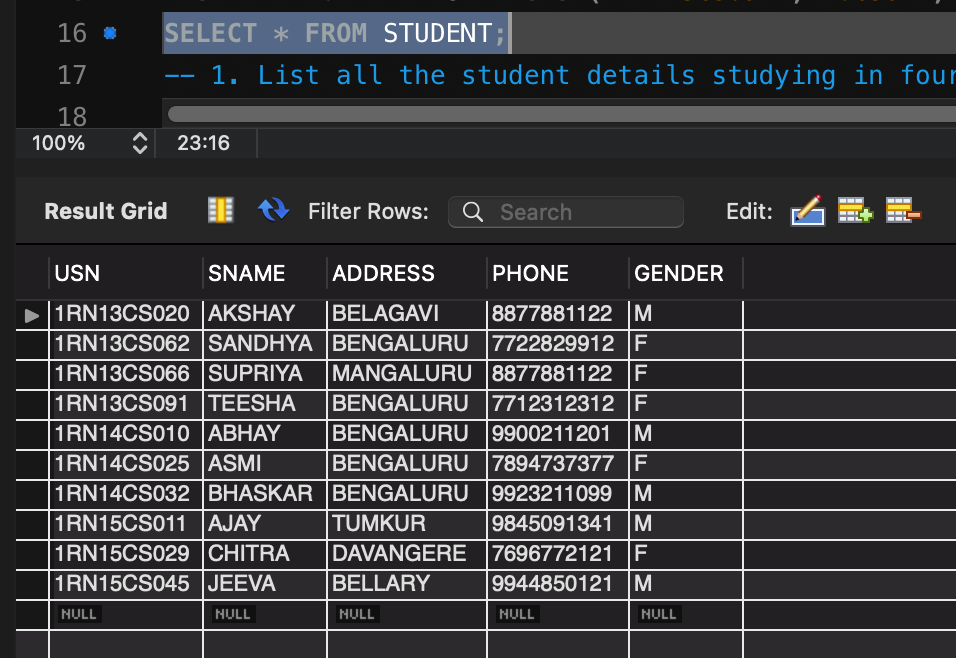 16 SELECT * FROM STUDENT;
17 -- 1. List all the student details studying in
18
100% 23:16
Result Grid Filter Rows: Search Edit:
USN SNAME ADDRESS PHONE GENDER
1RN13CS020 AKSHAY BELAGAVI 8877881122 M
1RN13CS062 SANDHYA BENGALURU 7722829912 F
1RN13CS066 SUPRIYA MANGALURU 8877881122 F
1RN13CS091 TEESHA BENGALURU 7712312312 F
1RN14CS010 ABHAY BENGALURU 9900211201 M
1RN14CS025 ASMI BENGALURU 7894737377 F
1RN14CS032 BHASKAR BENGALURU 9923211099 M
1RN15CS011 AJAY TUMKUR 9845091341 M
1RN15CS029 CHITRA DAVANGERE 7696772121 F
1RN15CS045 JEEVA BELLARY 9944850121 M
NULL NULL NULL NULL NULL